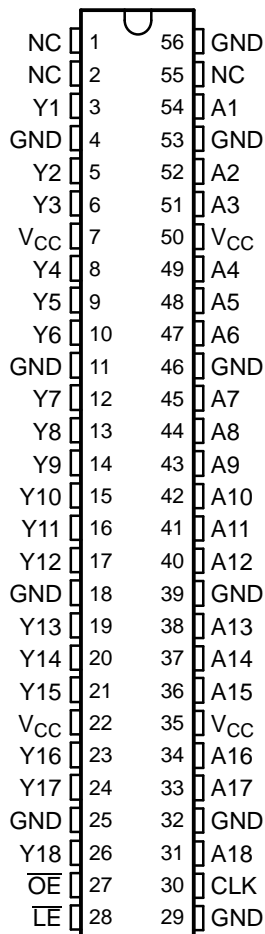 NC 1 56 GND
NC 2 55 NC
Y1 3 54 A1
GND 4 53 GND
Y2 5 52 A2
Y3 6 51 A3
VCC 7 50 VCC
Y4 8 49 A4
Y5 9 48 A5
Y6 10 47 A6
GND 11 46 GND
Y7 12 45 A7
Y8 13 44 A8
Y9 14 43 A9
Y10 15 42 A10
Y11 16 41 A11
Y12 17 40 A12
GND 18 39 GND
Y13 19 38 A13
Y14 20 37 A14
Y15 21 36 A15
VCC 22 35 VCC
Y16 23 34 A16
Y17 24 33 A17
GND 25 32 GND
Y18 26 31 A18
O̅E̅ 27 30 CLK
L̅E̅ 28 29 GND